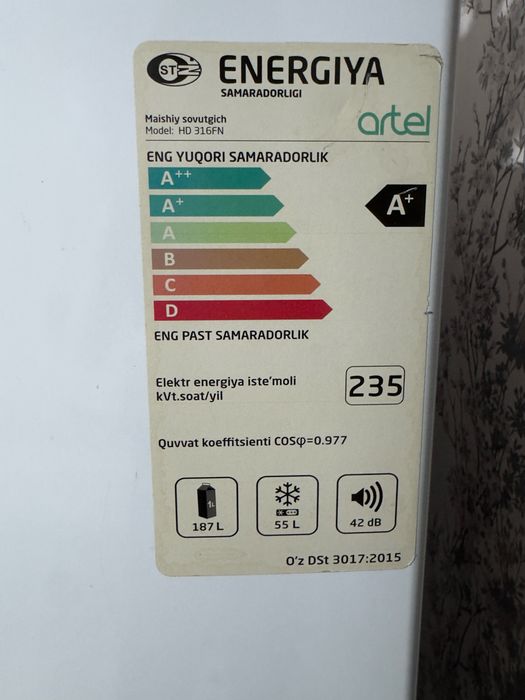 ST
ENERGIYA
SAMARADORLIGI
Maishiy sovutgich
Model: HD 316FN
artel
ENG YUQORI SAMARADORLIK
A++
A+
A+
A
B
C
D
ENG PAST SAMARADORLIK
Elektr energiya iste'moli
kVt.soat/yil
235
Quvvat koeffitsienti COSφ=0.977
1L
187 L
55 L
42 dB
O'z DSt 3017:2015